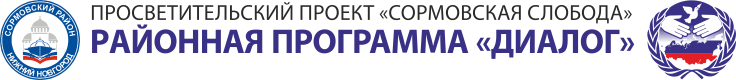 СОРМОВСКИЙ РАЙОН
НИЖНИЙ НОВГОРОД
ПРОСВЕТИТЕЛЬСКИЙ ПРОЕКТ «СОРМОВСКАЯ СЛОБОДА»
РАЙОННАЯ ПРОГРАММА «ДИАЛОГ»